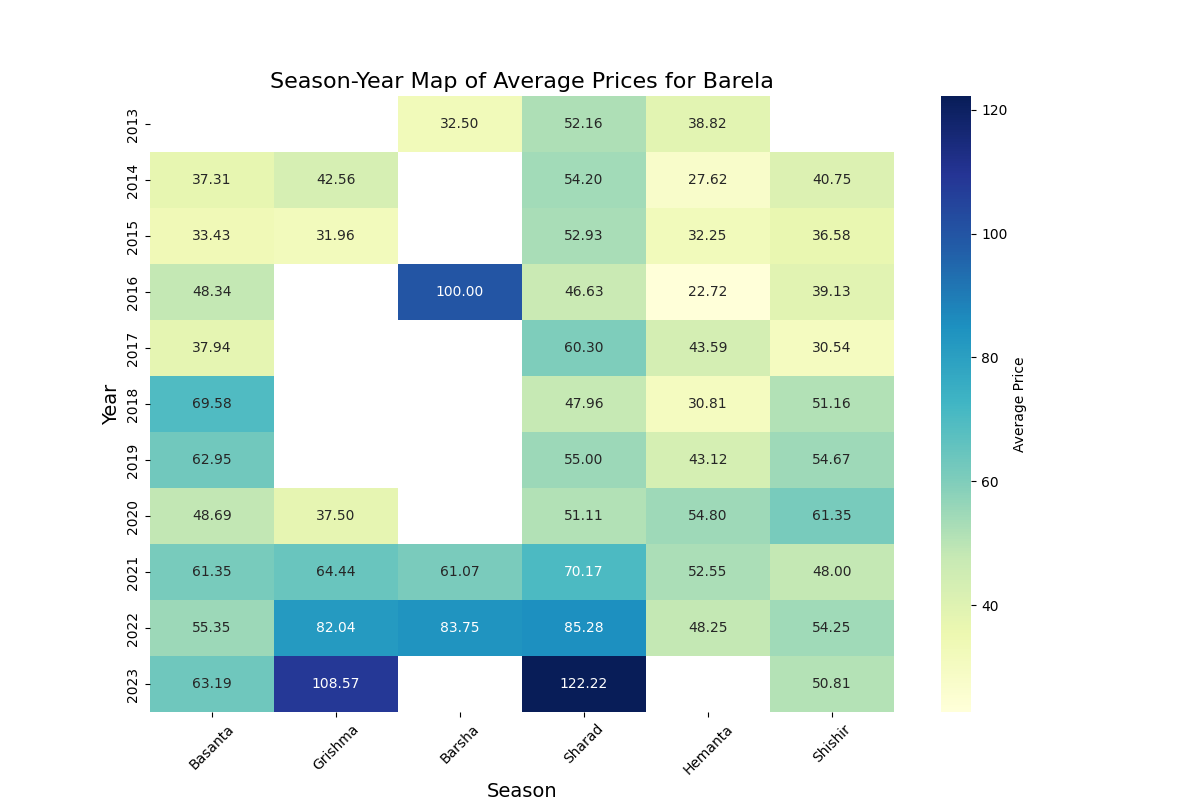 Season-Year Map of Average Prices for Barela
2013 32.50 52.16 38.82
2014 37.31 42.56 54.20 27.62 40.75
2015 33.43 31.96 52.93 32.25 36.58
2016 48.34 100.00 46.63 22.72 39.13
2017 37.94 60.30 43.59 30.54
2018 69.58 47.96 30.81 51.16
2019 62.95 55.00 43.12 54.67
2020 48.69 37.50 51.11 54.80 61.35
2021 61.35 64.44 61.07 70.17 52.55 48.00
2022 55.35 82.04 83.75 85.28 48.25 54.25
2023 63.19 108.57 122.22 50.81
Year
Basanta Grishma Barsha Sharad Hemanta Shishir
Season
120
100
80
60
40
Average Price